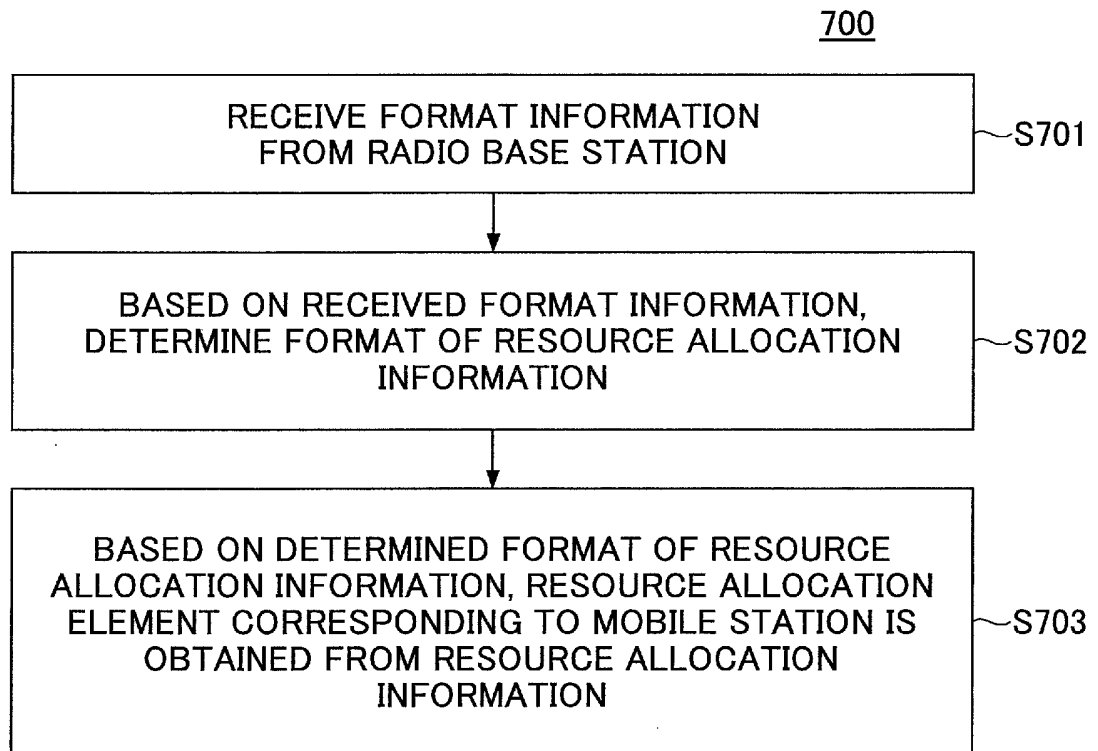 700
RECEIVE FORMAT INFORMATION
FROM RADIO BASE STATION
S701
BASED ON RECEIVED FORMAT INFORMATION,
DETERMINE FORMAT OF RESOURCE ALLOCATION
INFORMATION
S702
BASED ON DETERMINED FORMAT OF RESOURCE
ALLOCATION INFORMATION, RESOURCE ALLOCATION
ELEMENT CORRESPONDING TO MOBILE STATION IS
OBTAINED FROM RESOURCE ALLOCATION
INFORMATION
S703